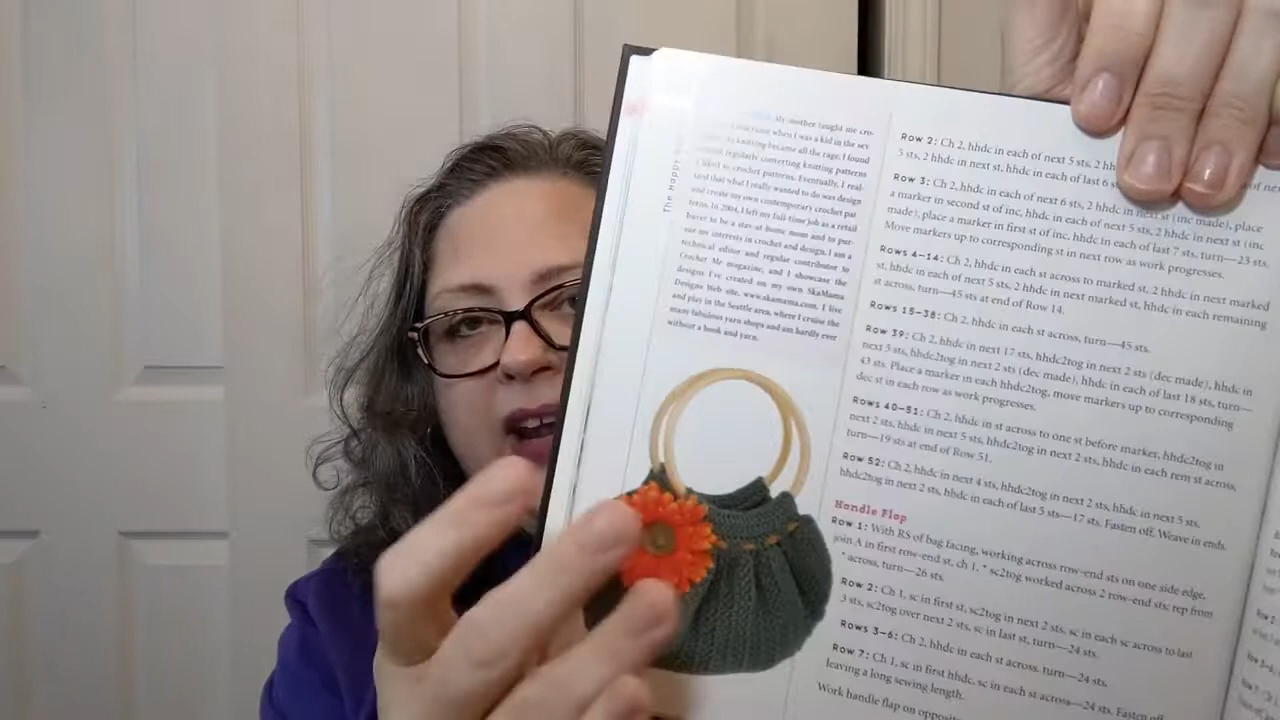 The Happy
My mother taught me cro-
when I was a kid in the sev-
knitting became all the rage, I found
regularly converting knitting patterns
I liked to crochet patterns. Eventually, I real-
ized that what I really wanted to do was design
and create my own contemporary crochet pat-
terns. In 2004, I left my full-time job as a retail
buyer to be a stay-at-home mom and to pur-
sue my interests in crochet and design. I am a
technical editor and regular contributor to
Crochet Me magazine, and I showcase the
designs I've created on my own SkaMama
Designs Web site, www.skamama.com. I live
and play in the Seattle area, where I cruise the
many fabulous yarn shops and am hardly ever
without a hook and yarn.
Row 2: Ch 2, hhdc in each of next 5 sts, 2 hh
5 sts, 2 hhdc in next st, hhdc in each of last 6 s
Row 3: Ch 2, hhdc in each of next 6 sts, 2 hhdc in next st (inc made), place
a marker in second st of inc, hhdc in each of next 5 sts, 2 hhdc in next st (inc
made), place a marker in first st of inc, hhdc in each of last 7 sts, turn—23 sts.
Move markers up to corresponding st in next row as work progresses.
Rows 4–14: Ch 2, hhdc in each st across to marked st, 2 hhdc in next marked
st, hhdc in each of next 5 sts, 2 hhdc in next marked st, hhdc in each remaining
st across, turn—45 sts at end of Row 14.
Rows 15–38: Ch 2, hhdc in each st across, turn—45 sts.
Row 39: Ch 2, hhdc in next 17 sts, hhdc2tog in next 2 sts (dec made), hhdc in
next 5 sts, hhdc2tog in next 2 sts (dec made), hhdc in each of last 18 sts, turn—
43 sts. Place a marker in each hhdc2tog, move markers up to corresponding
dec st in each row as work progresses.
Rows 40–51: Ch 2, hhdc in st across to one st before marker, hhdc2tog in
next 2 sts, hhdc in next 5 sts, hhdc2tog in next 2 sts, hhdc in each rem st across,
turn—19 sts at end of Row 51.
Row 52: Ch 2, hhdc in next 4 sts, hhdc2tog in next 2 sts, hhdc in next 5 sts,
hhdc2tog in next 2 sts, hhdc in each of last 5 sts—17 sts. Fasten off. Weave in ends.
Handle Flap
Row 1: With RS of bag facing, working across row-end sts on one side edge,
join A in first row-end st, ch 1, * sc2tog worked across 2 row-end sts; rep from
* across, turn—26 sts.
Row 2: Ch 1, sc in first st, sc2tog in next 2 sts, sc in each sc across to last
3 sts, sc2tog over next 2 sts, sc in last st, turn—24 sts.
Rows 3–6: Ch 2, hhdc in each st across, turn—24 sts.
Row 7: Ch 1, sc in first hhdc, sc in each st across—24 sts. Fasten off
leaving a long sewing length.
Work handle flap on opposi